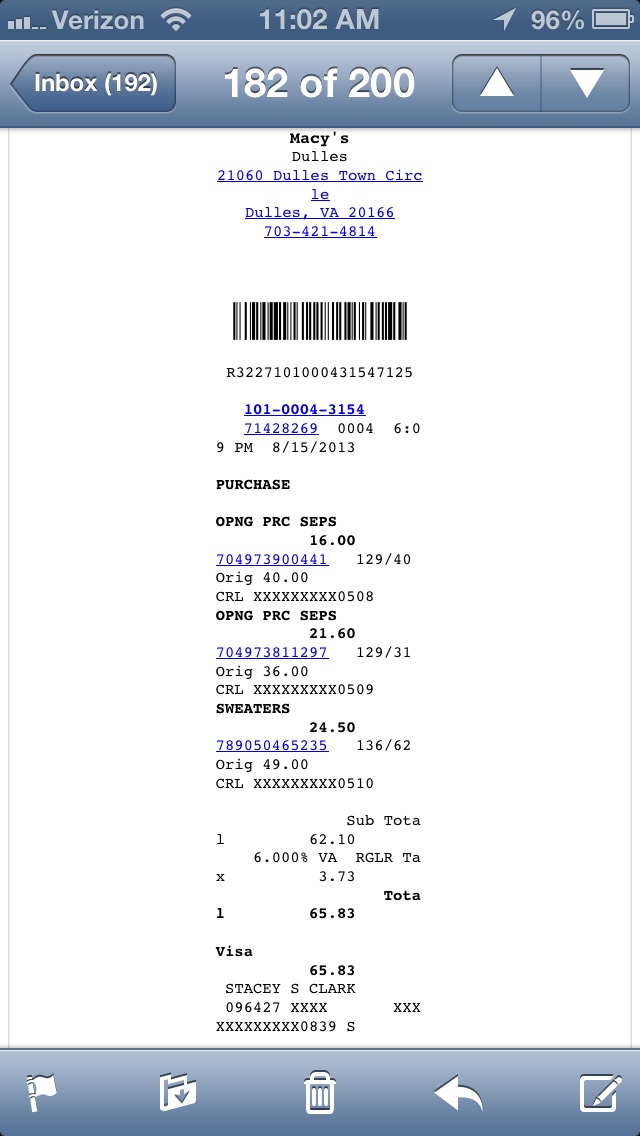 Verizon 11:02 AM 96%
Inbox (192) 182 of 200
Macy's
Dulles
21060 Dulles Town Circ
le
Dulles, VA 20166
703-421-4814
R3227101000431547125
101-0004-3154
71428269 0004 6:0
9 PM 8/15/2013
PURCHASE
OPNG PRC SEPS
16.00
704973900441 129/40
Orig 40.00
CRL XXXXXXXXX0508
OPNG PRC SEPS
21.60
704973811297 129/31
Orig 36.00
CRL XXXXXXXXX0509
SWEATERS
24.50
789050465235 136/62
Orig 49.00
CRL XXXXXXXXX0510
Sub Tota
l 62.10
6.000% VA RGLR Ta
x 3.73
Tota
l 65.83
Visa
65.83
STACEY S CLARK
096427 XXXX XXX
XXXXXXXXX0839 S